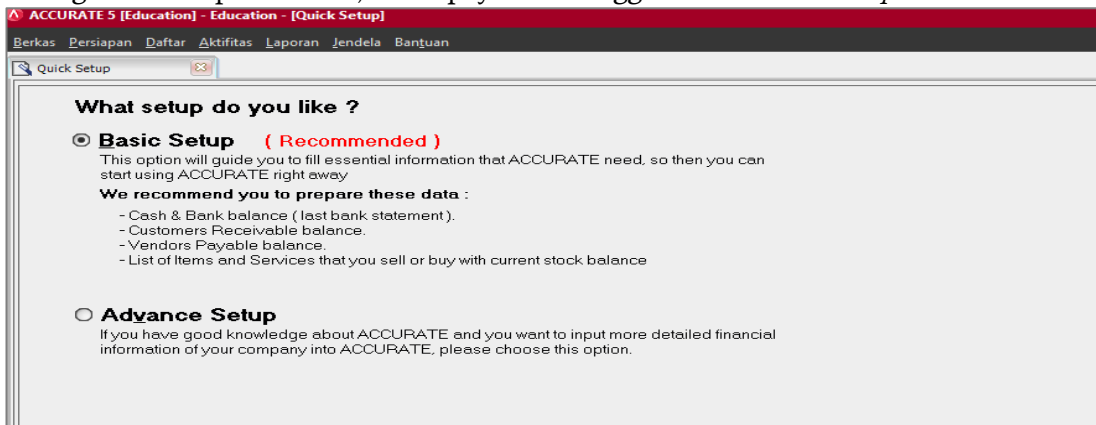 ACCURATE 5 [Education] - Education - [Quick Setup]
Berkas Persiapan Daftar Aktifitas Laporan Jendela Bantuan
Quick Setup
What setup do you like ?
Basic Setup ( Recommended )
This option will guide you to fill essential information that ACCURATE need, so then you can
start using ACCURATE right away
We recommend you to prepare these data :
- Cash & Bank balance ( last bank statement ).
- Customers Receivable balance.
- Vendors Payable balance.
- List of Items and Services that you sell or buy with current stock balance
Advance Setup
If you have good knowledge about ACCURATE and you want to input more detailed financial
information of your company into ACCURATE, please choose this option.